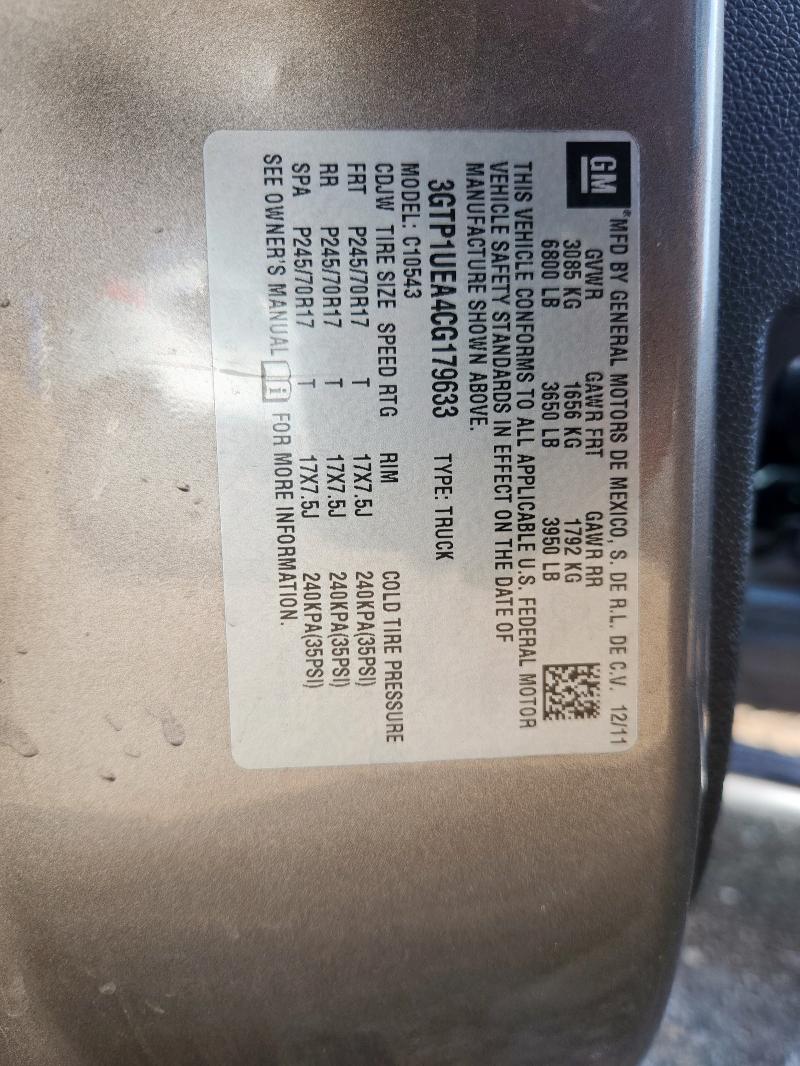 GM ® MFD BY GENERAL MOTORS DE MEXICO, S. DE R.L. DE C.V. 12/11
GVWR GAWR FRT GAWR RR
3085 KG 1656 KG 1792 KG
6800 LB 3650 LB 3950 LB
THIS VEHICLE CONFORMS TO ALL APPLICABLE U.S. FEDERAL MOTOR
VEHICLE SAFETY STANDARDS IN EFFECT ON THE DATE OF
MANUFACTURE SHOWN ABOVE.
3GTP1UEA4CG179633 TYPE: TRUCK
MODEL: C10543
CDJW TIRE SIZE SPEED RTG RIM COLD TIRE PRESSURE
FRT P245/70R17 T 17X7.5J 240KPA(35PSI)
RR P245/70R17 T 17X7.5J 240KPA(35PSI)
SPA P245/70R17 T 17X7.5J 240KPA(35PSI)
SEE OWNER'S MANUAL i FOR MORE INFORMATION.